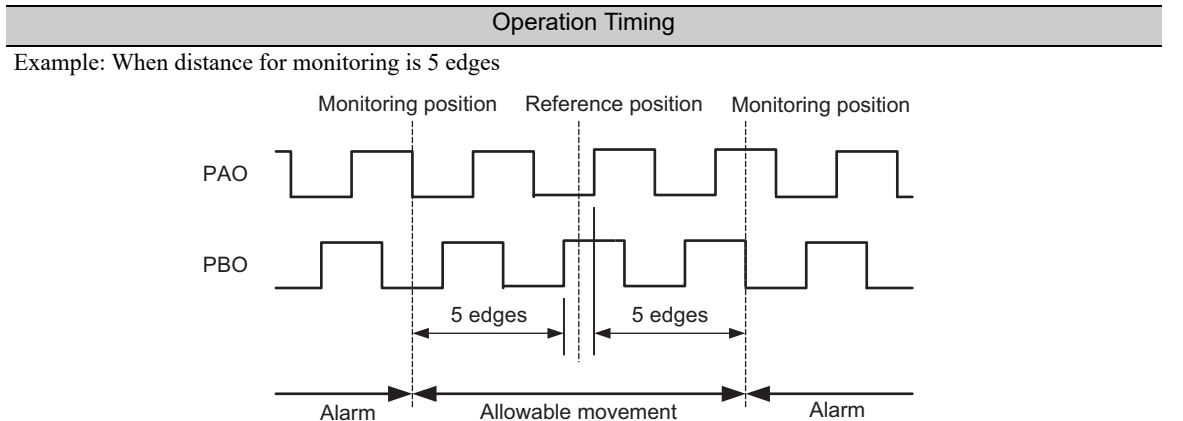 Operation Timing
Example: When distance for monitoring is 5 edges
Monitoring position Reference position Monitoring position
PAO
PBO
5 edges 5 edges
Alarm Allowable movement Alarm